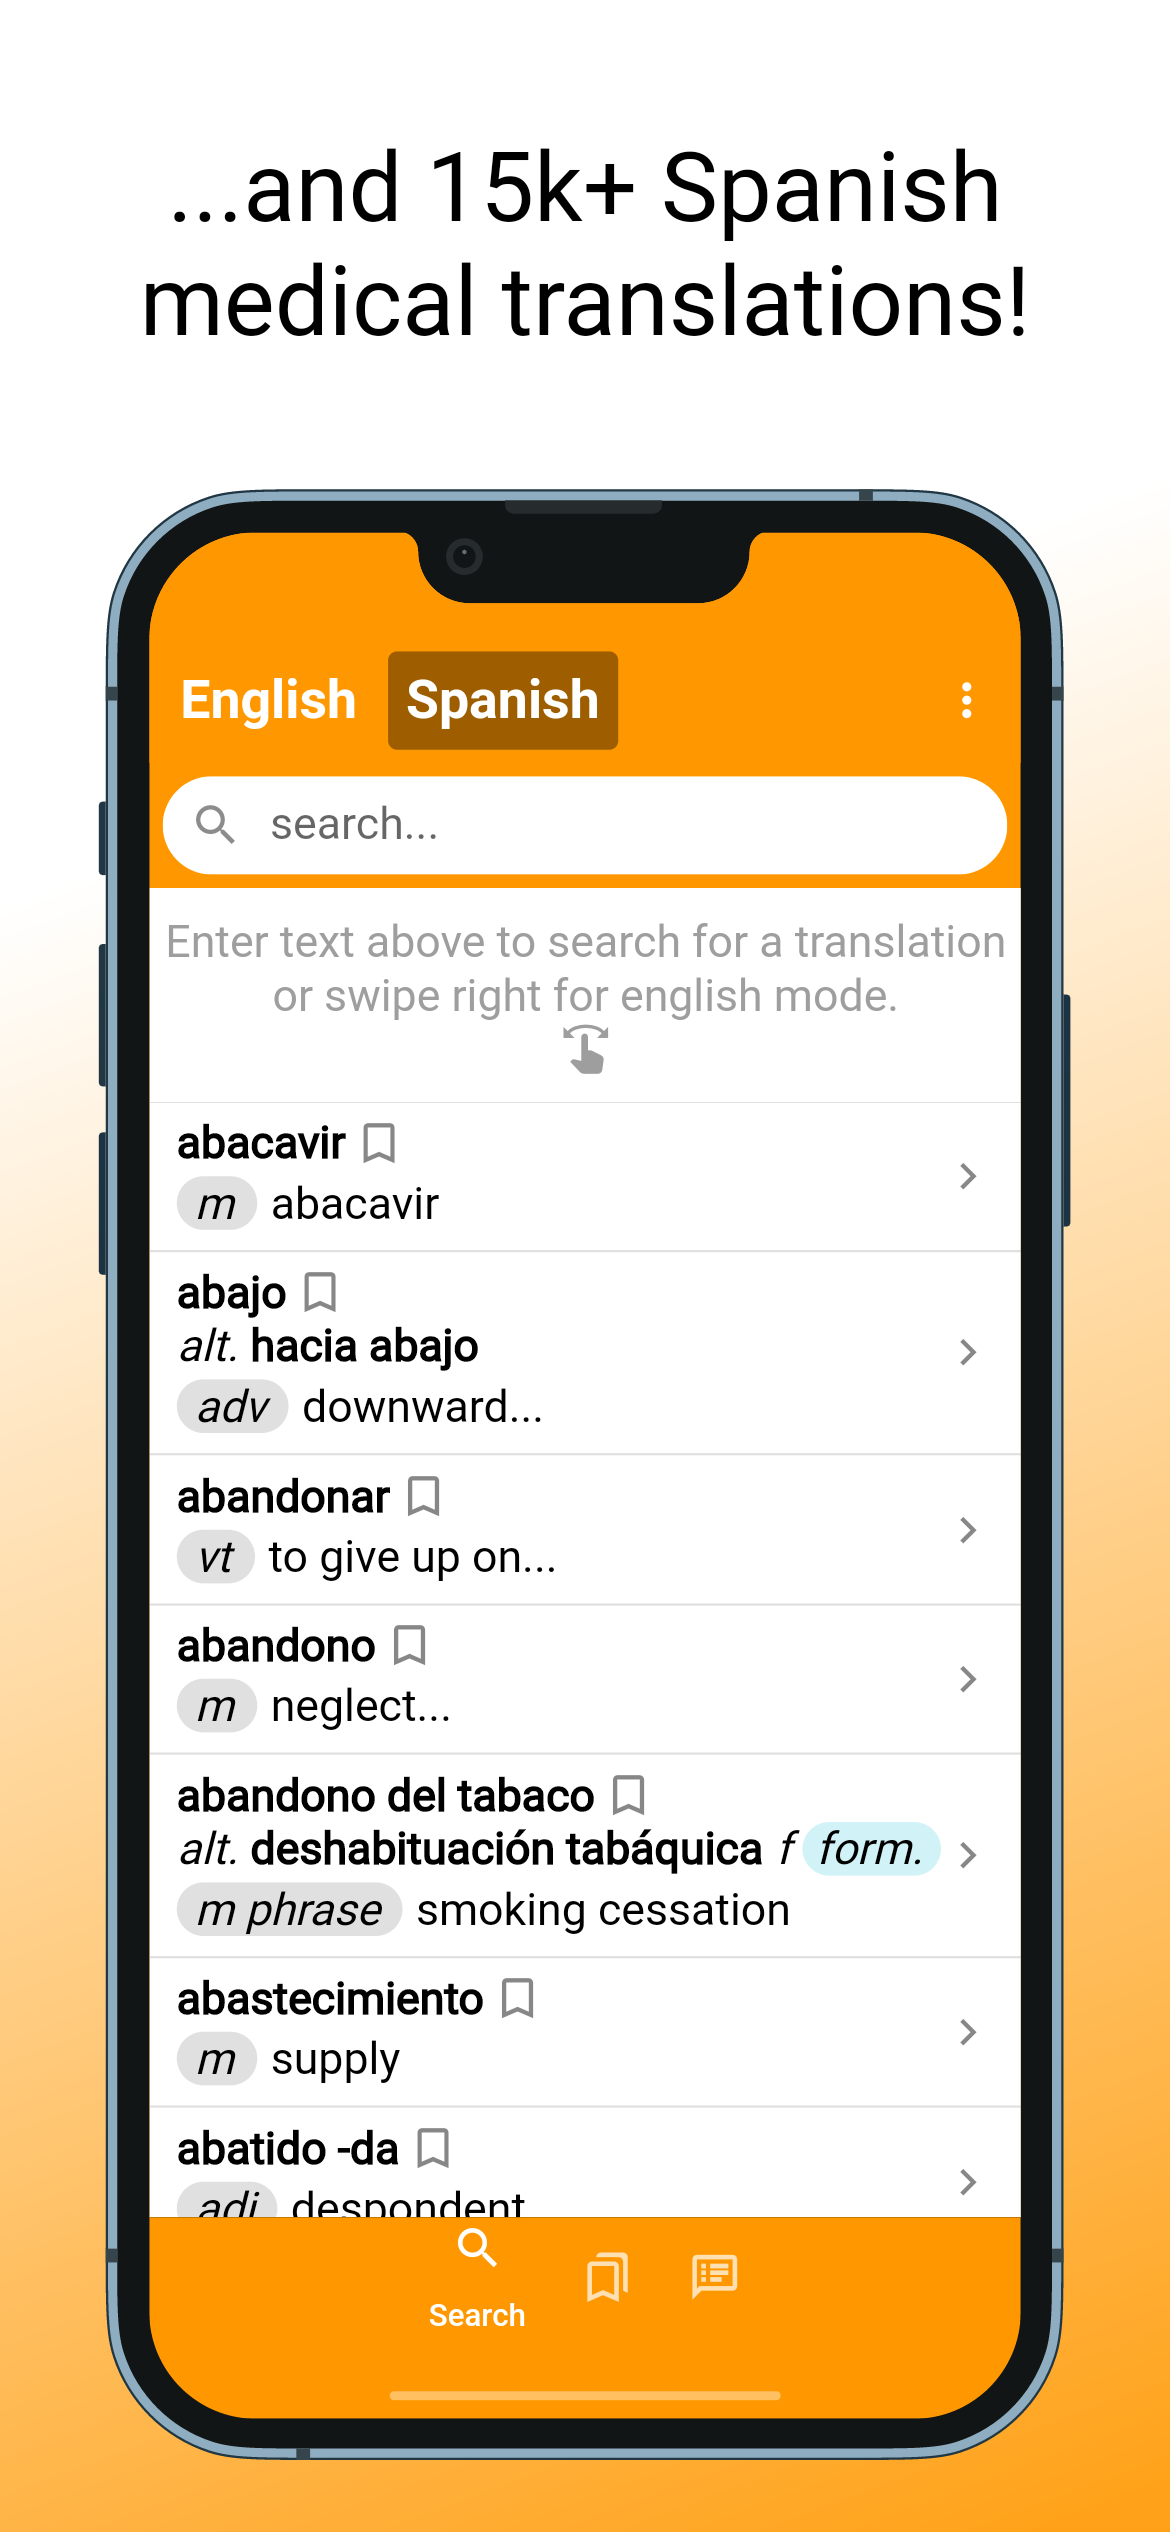 ...and 15k+ Spanish
medical translations!
English Spanish
search...
Enter text above to search for a translation
or swipe right for english mode.
abacavir
m abacavir
abajo
alt. hacia abajo
adv downward...
abandonar
vt to give up on...
abandono
m neglect...
abandono del tabaco
alt. deshabituación tabáquica f form.
m phrase smoking cessation
abastecimiento
m supply
abatido -da
adj despondent
Search